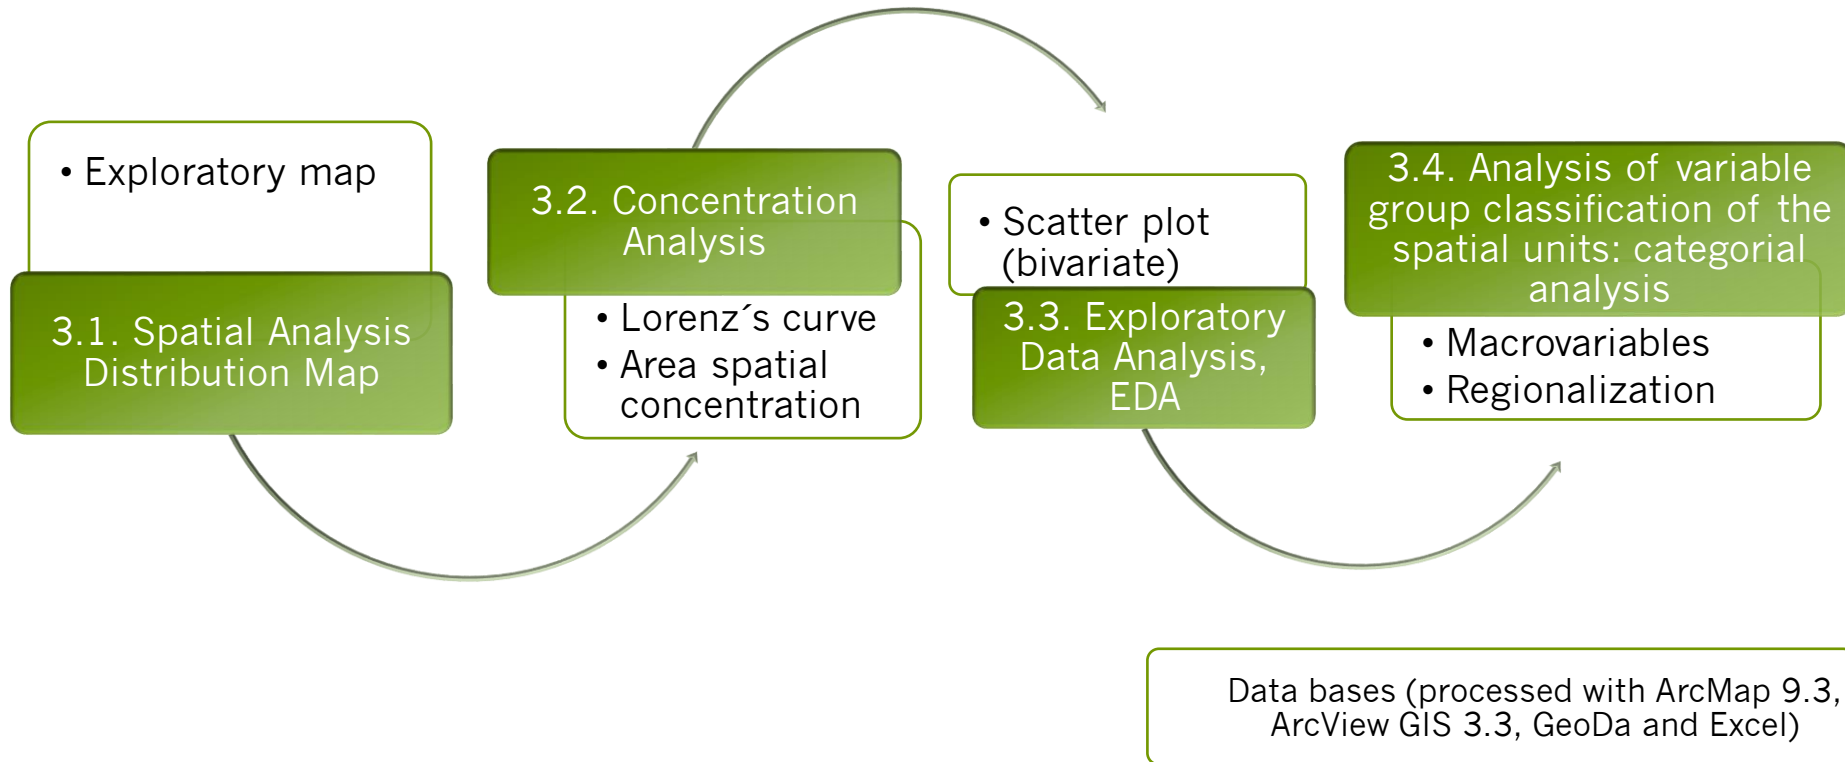 • Exploratory map
3.1. Spatial Analysis
Distribution Map
3.2. Concentration
Analysis
• Lorenz´s curve
• Area spatial
concentration
• Scatter plot
(bivariate)
3.3. Exploratory
Data Analysis,
EDA
3.4. Analysis of variable
group classification of the
spatial units: categorial
analysis
• Macrovariables
• Regionalization
Data bases (processed with ArcMap 9.3,
ArcView GIS 3.3, GeoDa and Excel)